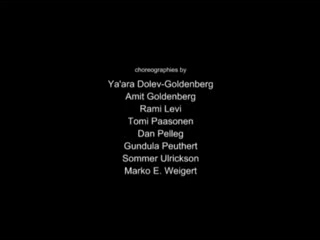 choreographies by
Ya'ara Dolev-Goldenberg
Amit Goldenberg
Rami Levi
Tomi Paasonen
Dan Pelleg
Gundula Peuthert
Sommer Ulrickson
Marko E. Weigert